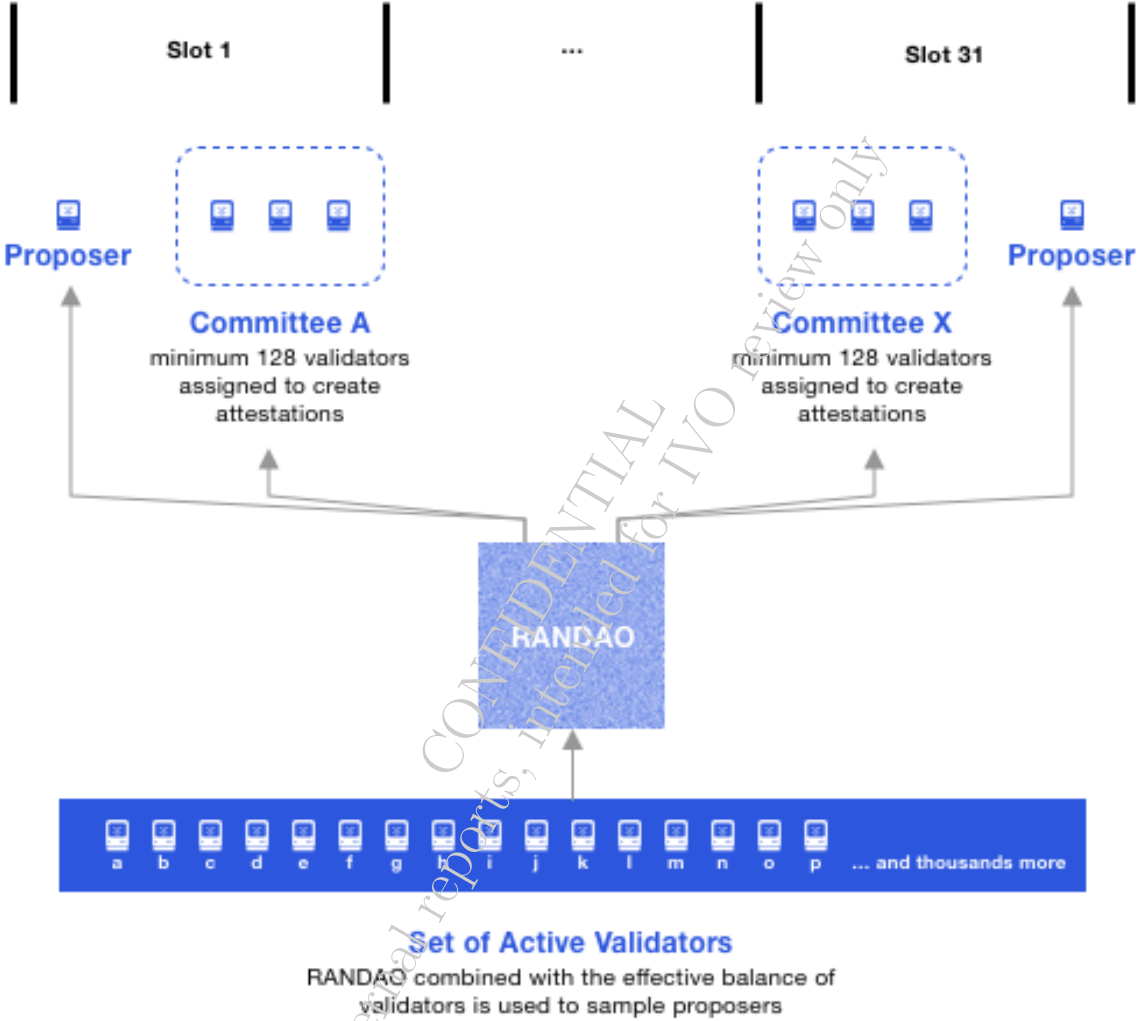 Slot 1
...
Slot 31
Proposer
Proposer
Committee A
minimum 128 validators
assigned to create
attestations
Committee X
minimum 128 validators
assigned to create
attestations
RANDAO
a b c d e f g h i j k l m n o p ... and thousands more
Set of Active Validators
RANDAO combined with the effective balance of
validators is used to sample proposers
CONFIDENTIAL
reports, intended for IVO review only